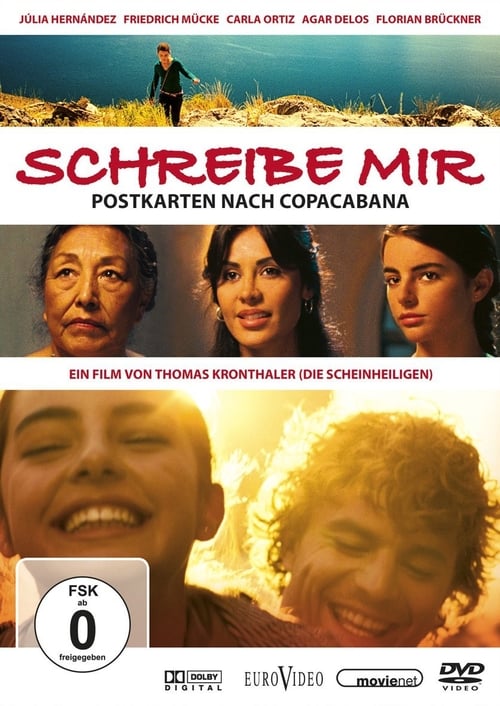 JÚLIA HERNÁNDEZ FRIEDRICH MÜCKE CARLA ORTIZ AGAR DELOS FLORIAN BRÜCKNER
SCHREIBE MIR
POSTKARTEN NACH COPACABANA
EIN FILM VON THOMAS KRONTHALER (DIE SCHEINHEILIGEN)
FSK
ab
0
freigegeben
DOLBY
DIGITAL
EUROVIDEO
movienet
DVD
VIDEO